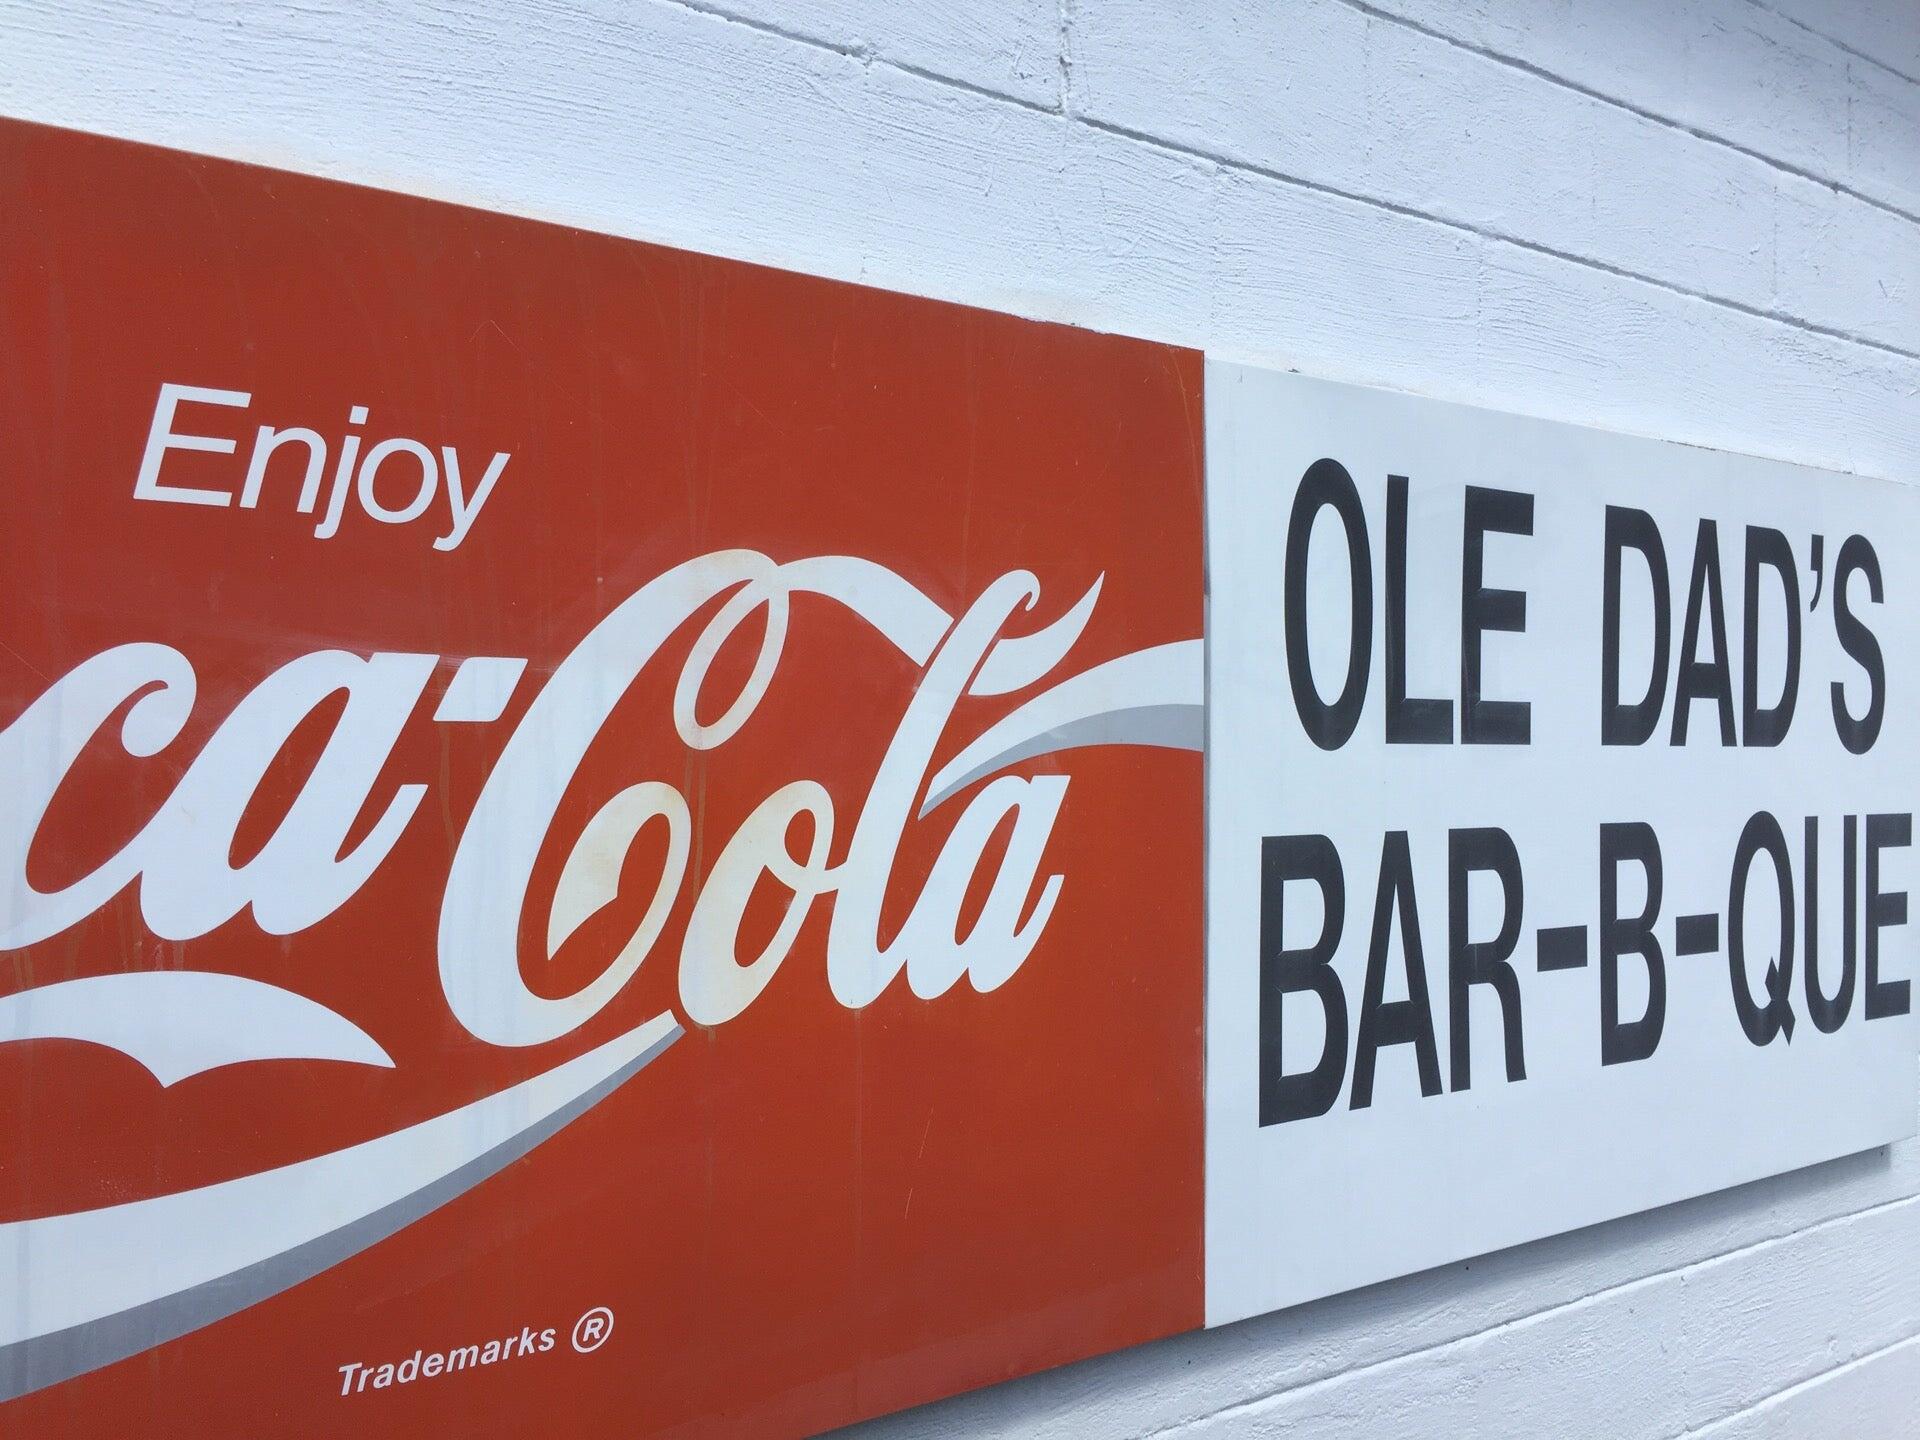 Enjoy
ca-Cola
Trademarks ®
OLE DAD'S
BAR-B-QUE